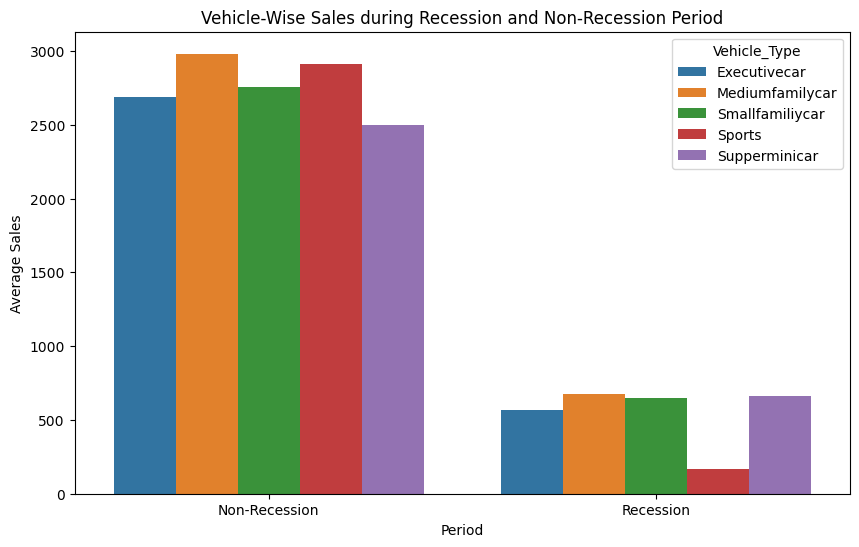 Vehicle-Wise Sales during Recession and Non-Recession Period
Vehicle_Type
Executivecar
Mediumfamilycar
Smallfamiliycar
Sports
Supperminicar
Average Sales
3000
2500
2000
1500
1000
500
0
Non-Recession
Recession
Period